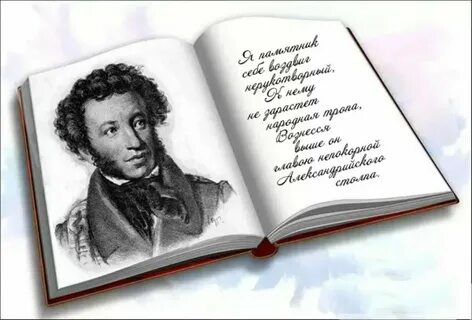 Я памятник
себе воздвиг
нерукотворный,
К нему
не зарастет
народная тропа,
Вознесся
выше он
главою непокорной
Александрийского
столпа.